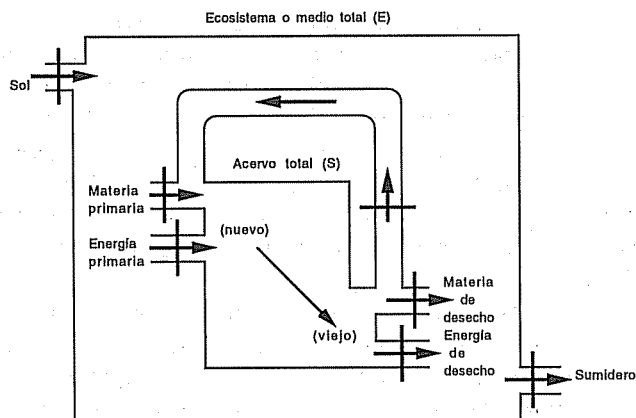 Ecosistema o medio total (E)
Sol
Acervo total (S)
Materia
primaria
Energía
primaria
(nuevo)
(viejo)
Materia
de
desecho
Energía
de
desecho
Sumidero